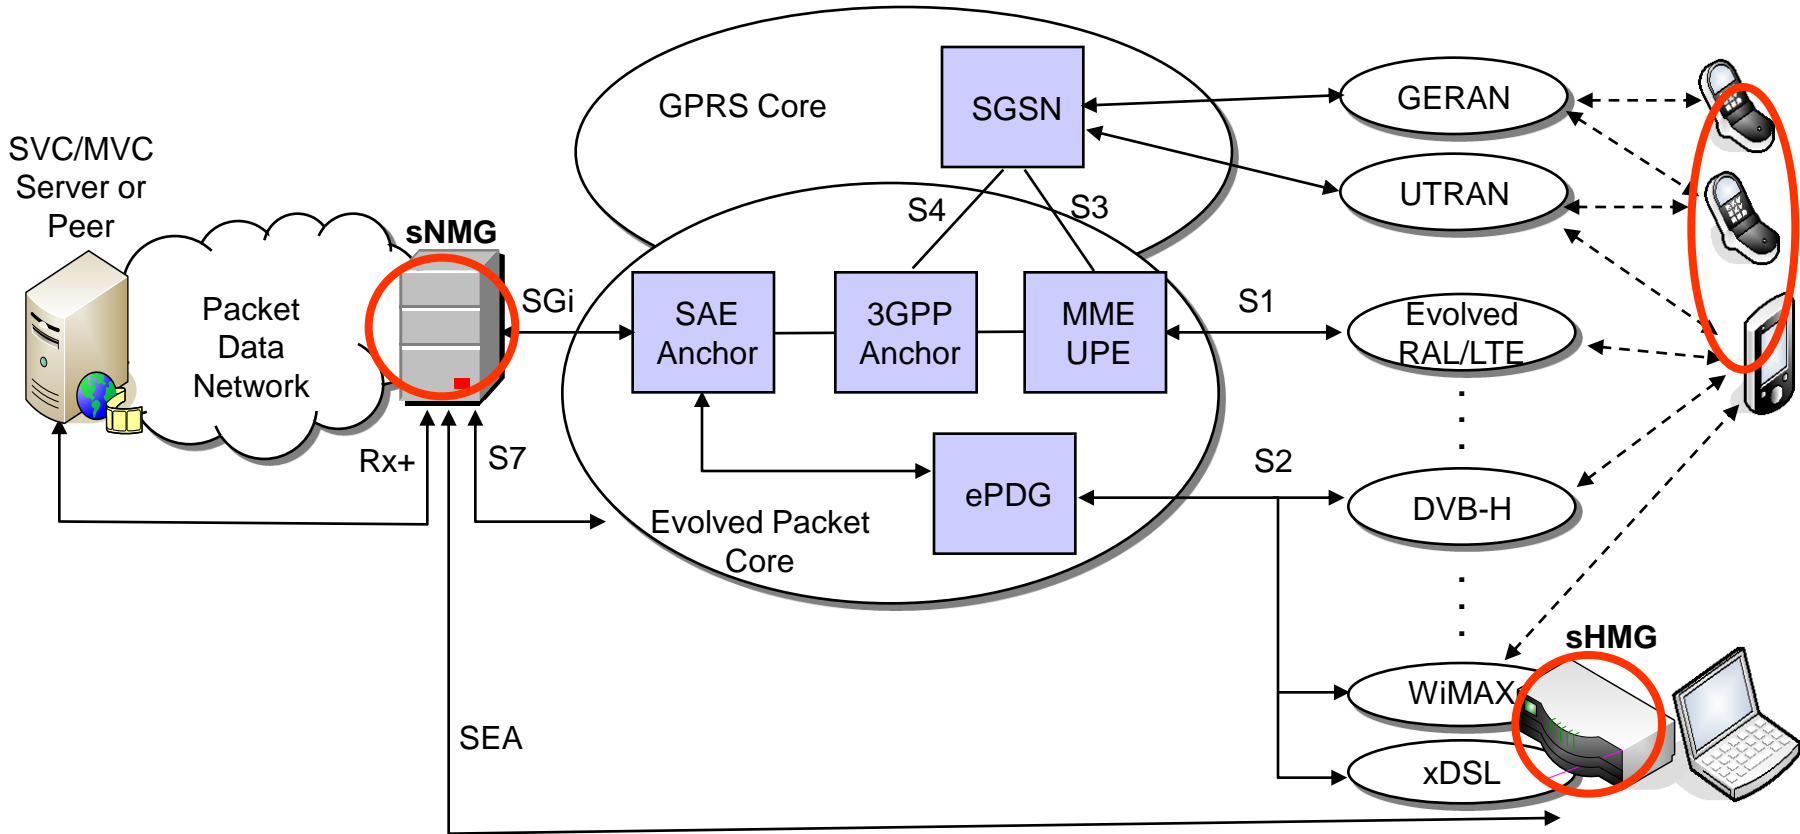 GPRS Core
SGSN
GERAN
UTRAN
SVC/MVC
Server or
Peer
sNMG
S4
S3
Packet
Data
Network
SGi
SAE
Anchor
3GPP
Anchor
MME
UPE
S1
Evolved
RAL/LTE
.
.
.
Rx+
S7
ePDG
S2
DVB-H
Evolved Packet
Core
.
.
.
sHMG
WiMAX
SEA
xDSL